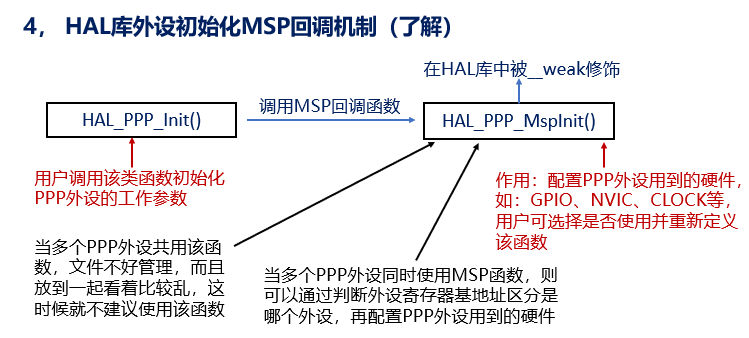 4， HAL库外设初始化MSP回调机制（了解）
在HAL库中被__weak修饰
HAL_PPP_Init()
调用MSP回调函数
HAL_PPP_MspInit()
用户调用该类函数初始化
PPP外设的工作参数
作用：配置PPP外设用到的硬件，
如：GPIO、NVIC、CLOCK等，
用户可选择是否使用并重新定义
该函数
当多个PPP外设共用该函
数，文件不好管理，而且
放到一起看着比较乱，这
时候就不建议使用该函数
当多个PPP外设同时使用MSP函数，则
可以通过判断外设寄存器基地址区分是
哪个外设，再配置PPP外设用到的硬件